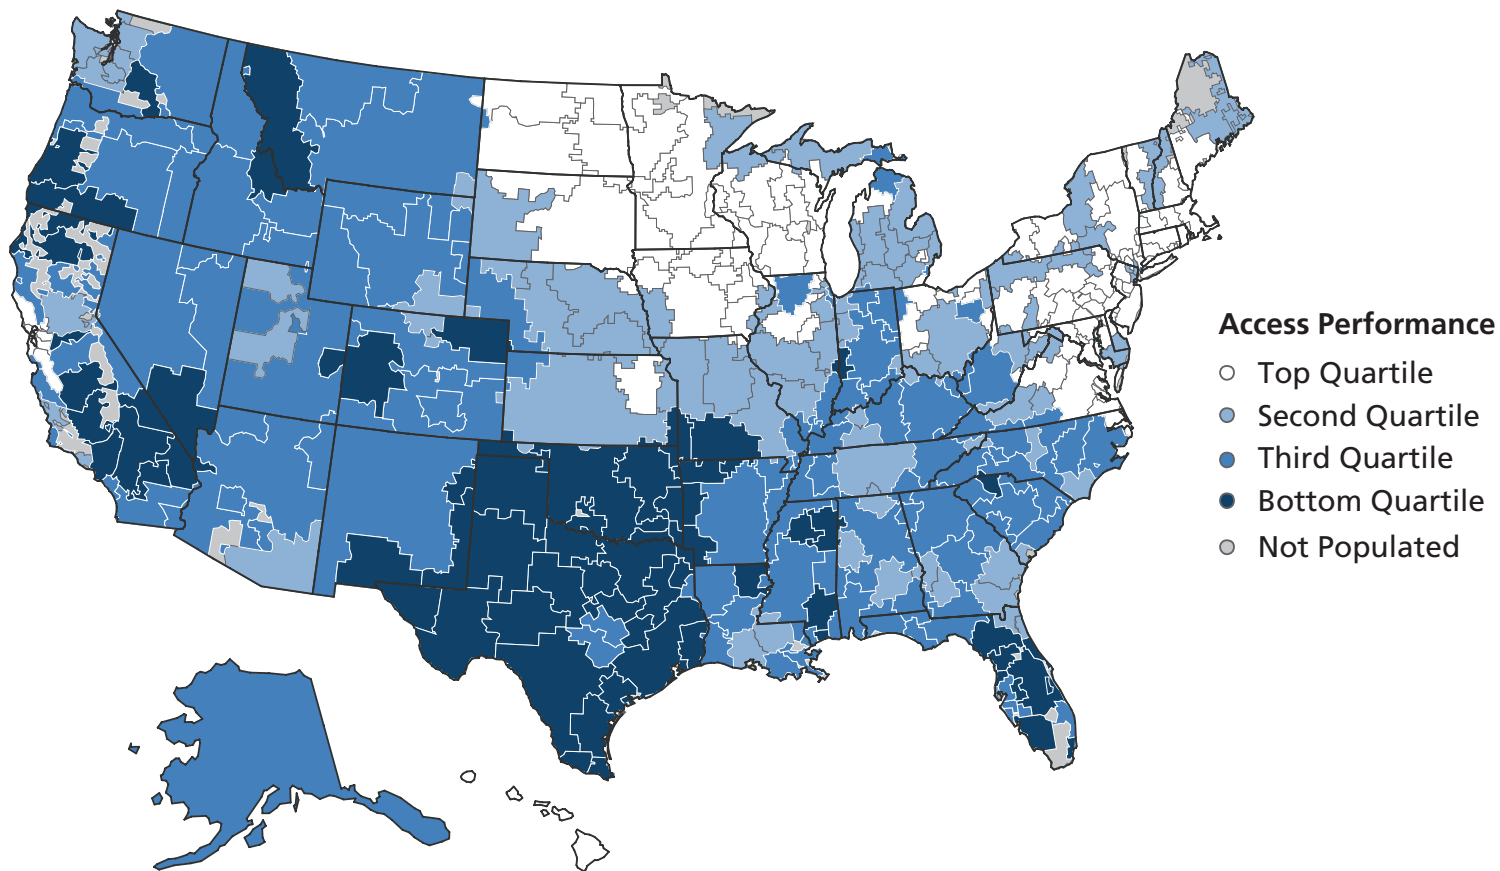 Access Performance
Top Quartile
Second Quartile
Third Quartile
Bottom Quartile
Not Populated